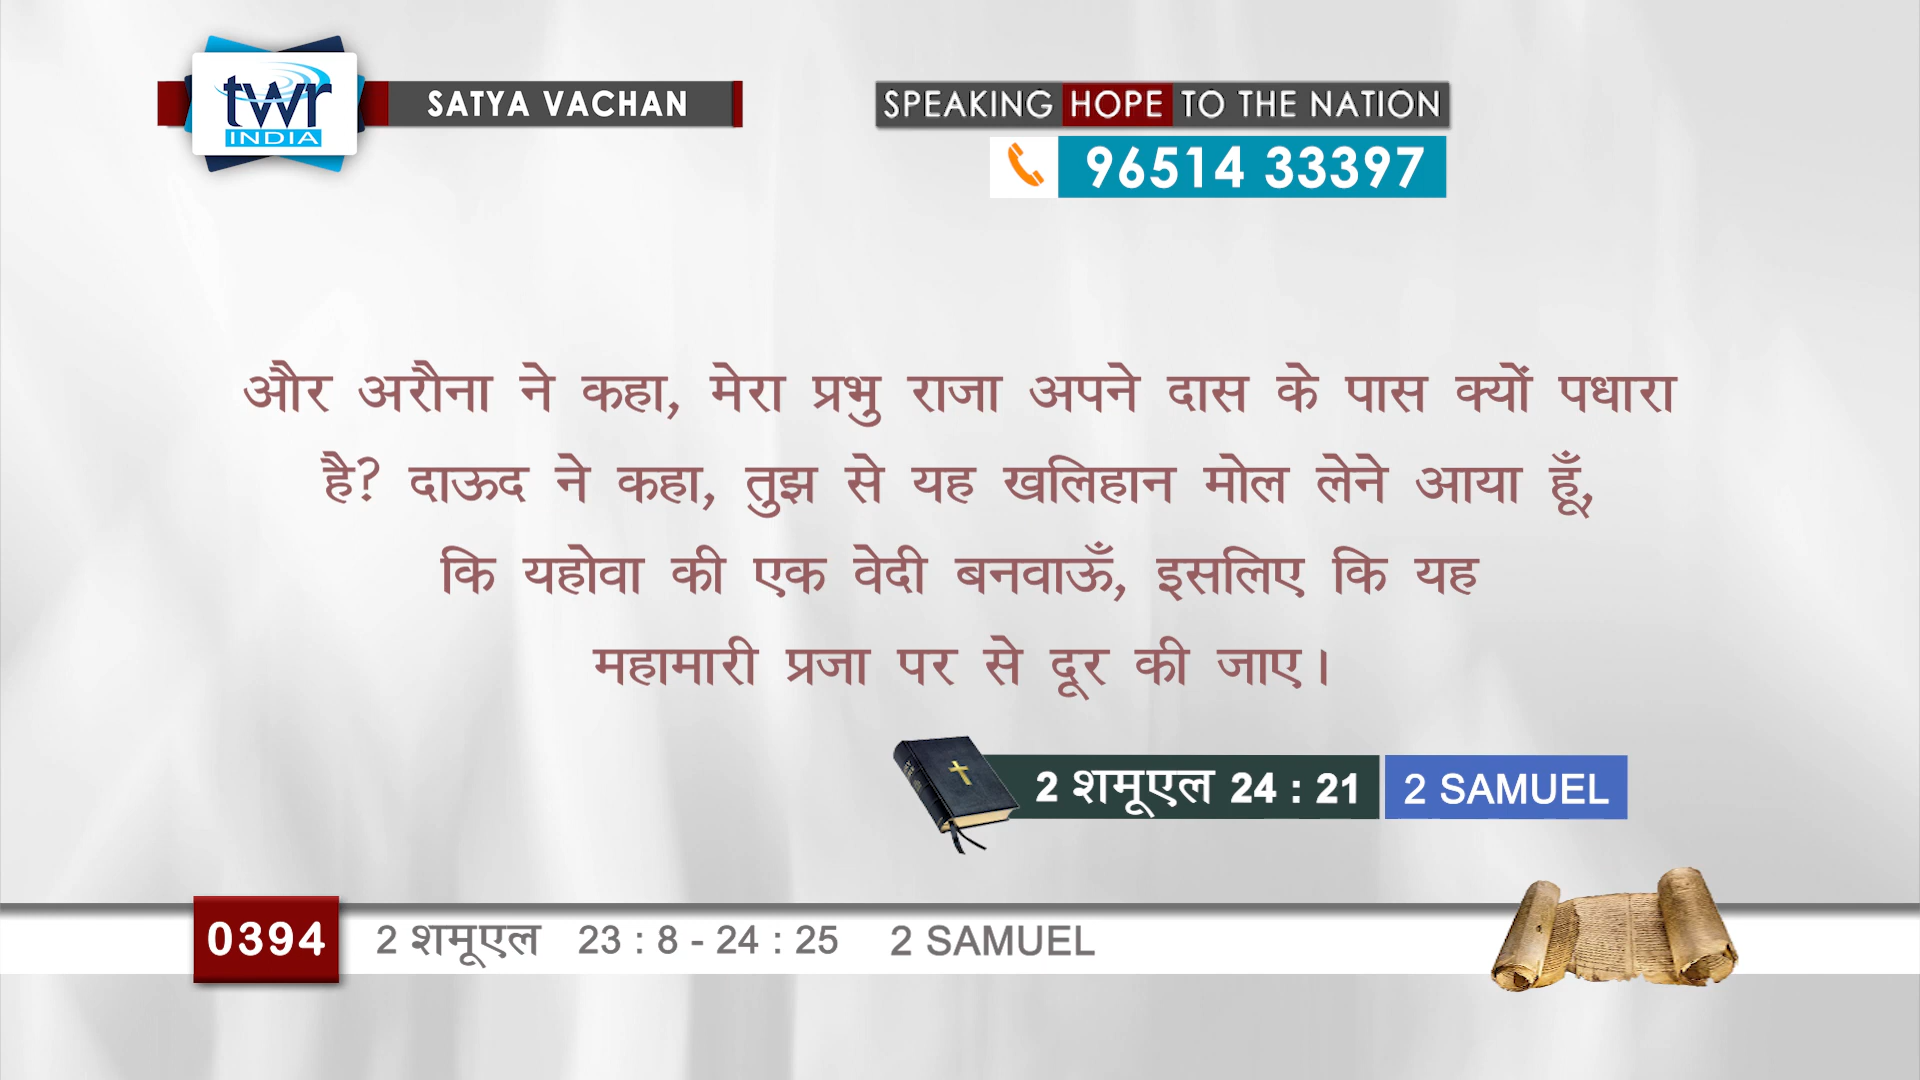 twr
INDIA
SATYA VACHAN
SPEAKING HOPE TO THE NATION
96514 33397
और अरौना ने कहा, मेरा प्रभु राजा अपने दास के पास क्यों पधारा
है? दाऊद ने कहा, तुझ से यह खलिहान मोल लेने आया हूँ,
कि यहोवा की एक वेदी बनवाऊँ, इसलिए कि यह
महामारी प्रजा पर से दूर की जाए।
2 शमूएल 24 : 21 2 SAMUEL
0394 2 शमूएल 23 : 8 - 24 : 25 2 SAMUEL